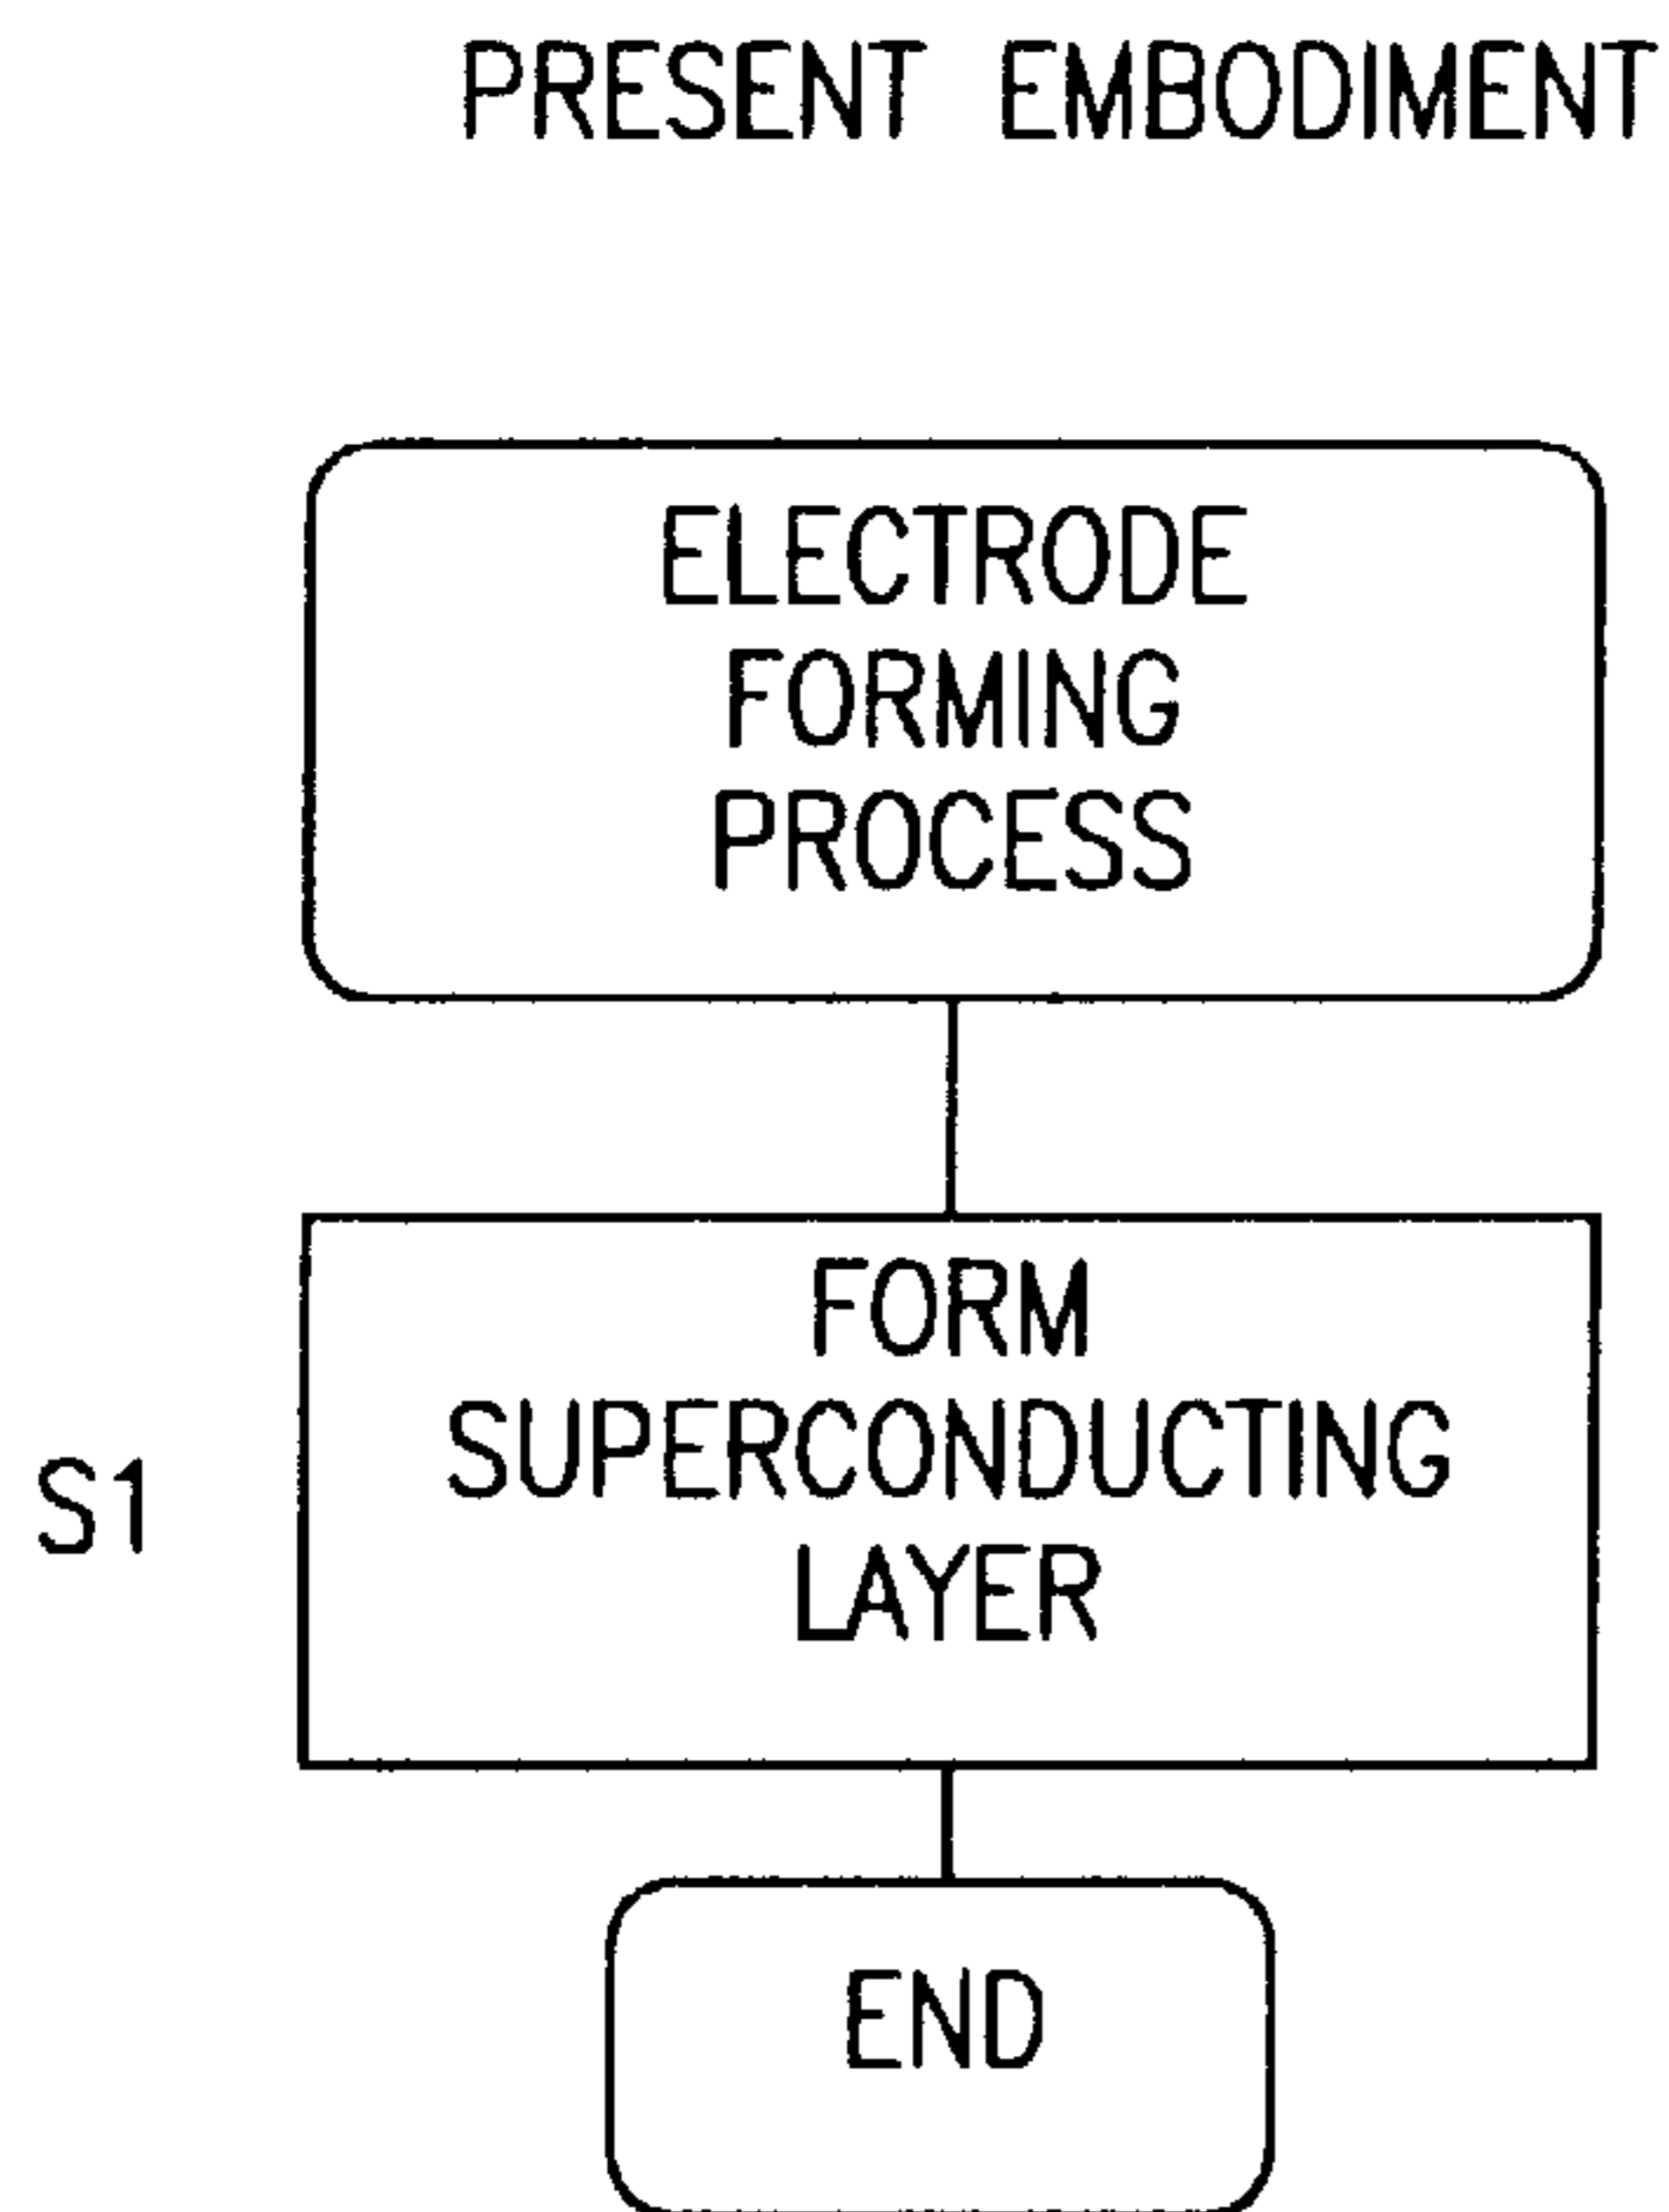 PRESENT EMBODIMENT
ELECTRODE
FORMING
PROCESS
S1
FORM
SUPERCONDUCTING
LAYER
END